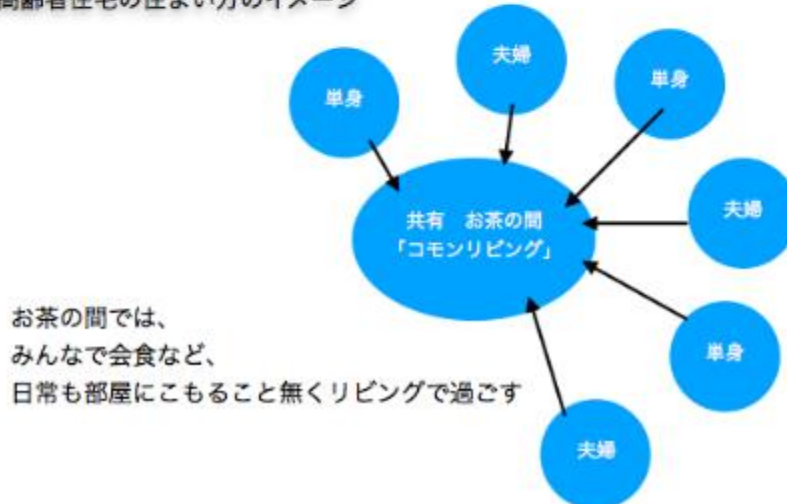 高齢者住宅の住まい方のイメージ
単身
夫婦
単身
共有　お茶の間
「コモンリビング」
夫婦
お茶の間では、
みんなで会食など、
日常も部屋にこもること無くリビングで過ごす
単身
夫婦